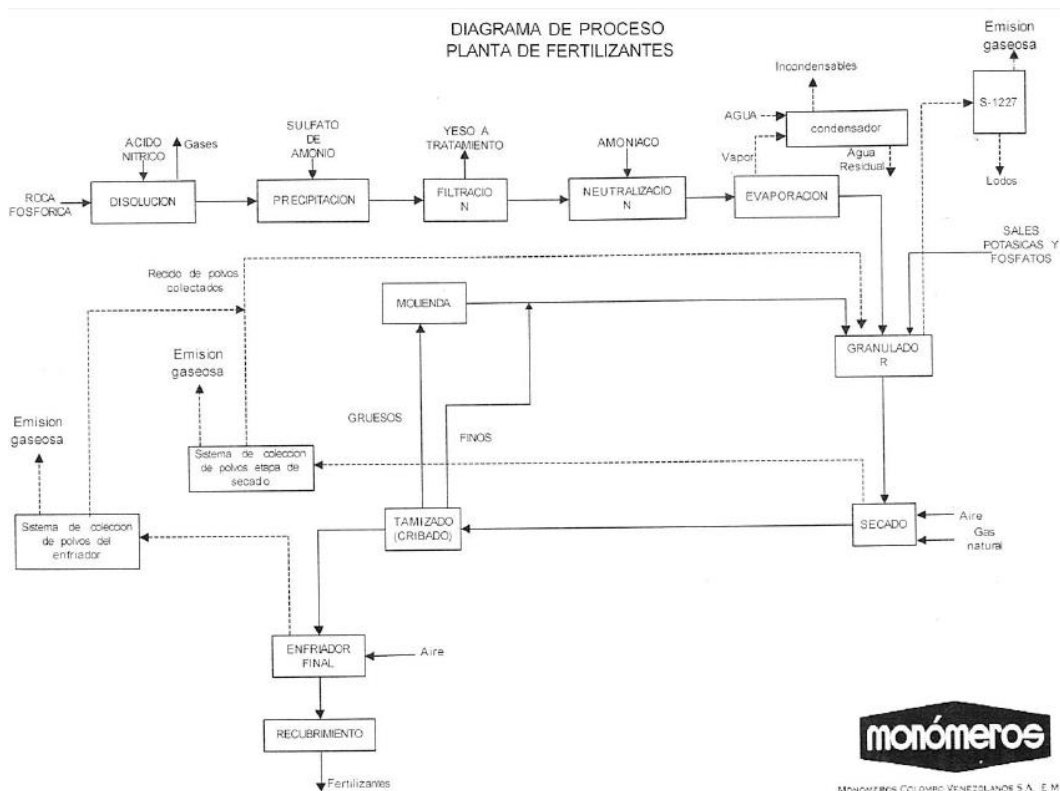 DIAGRAMA DE PROCESO
PLANTA DE FERTILIZANTES
Emision
gaseosa
Incondensables
S-1227
AGUA
condensador
Vapor
Agua
Residual
Lodos
ACIDO
NITRICO
Gases
SULFATO
DE
AMONIO
YESO A
TRATAMIENTO
AMONIACO
ROCA
FOSFORICA
DISOLUCION
PRECIPITACION
FILTRACIO
N
NEUTRALIZACIO
N
EVAPORACION
SALES
POTASICAS Y
FOSFATOS
Reciclo de polvos
colectados
MOLIENDA
GRANULADO
R
Emision
gaseosa
GRUESOS
FINOS
Emision
gaseosa
Sistema de coleccion
de polvos etapa de
secado
Sistema de coleccion
de polvos del
enfriador
TAMIZADO
(CRIBADO)
SECADO
Aire
Gas
natural
ENFRIADOR
FINAL
Aire
RECUBRIMIENTO
Fertilizantes
monómeros
MONOMEROS COLOMBO VENEZOLANOS S.A. E.M.